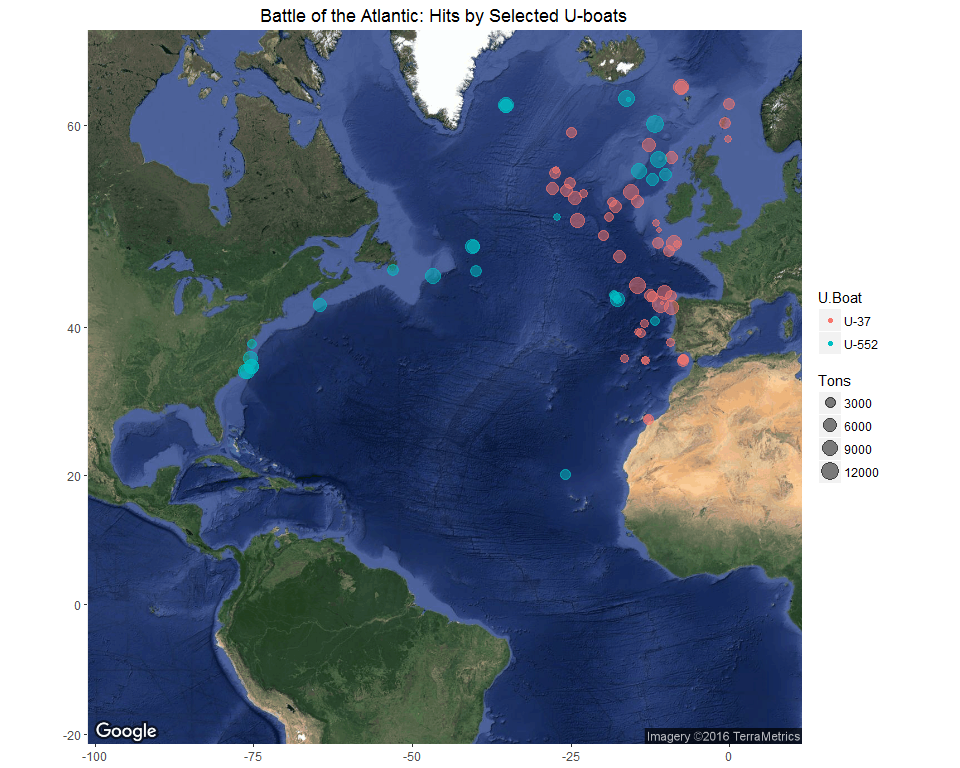 Battle of the Atlantic: Hits by Selected U-boats
60
40
20
0
-20
-100
-75
-50
-25
0
U.Boat
U-37
U-552
Tons
3000
6000
9000
12000
Google
Imagery ©2016 TerraMetrics